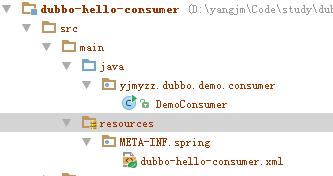 dubbo-hello-consumer (D:\yangjm\Code\study\dub
src
main
java
yjmyzz.dubbo.demo.consumer
DemoConsumer
resources
META-INF.spring
dubbo-hello-consumer.xml